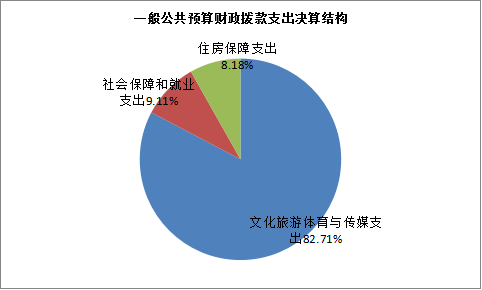 一般公共预算财政拨款支出决算结构
住房保障支出
8.18%
社会保障和就业
支出9.11%
文化旅游体育与传媒支
出82.71%